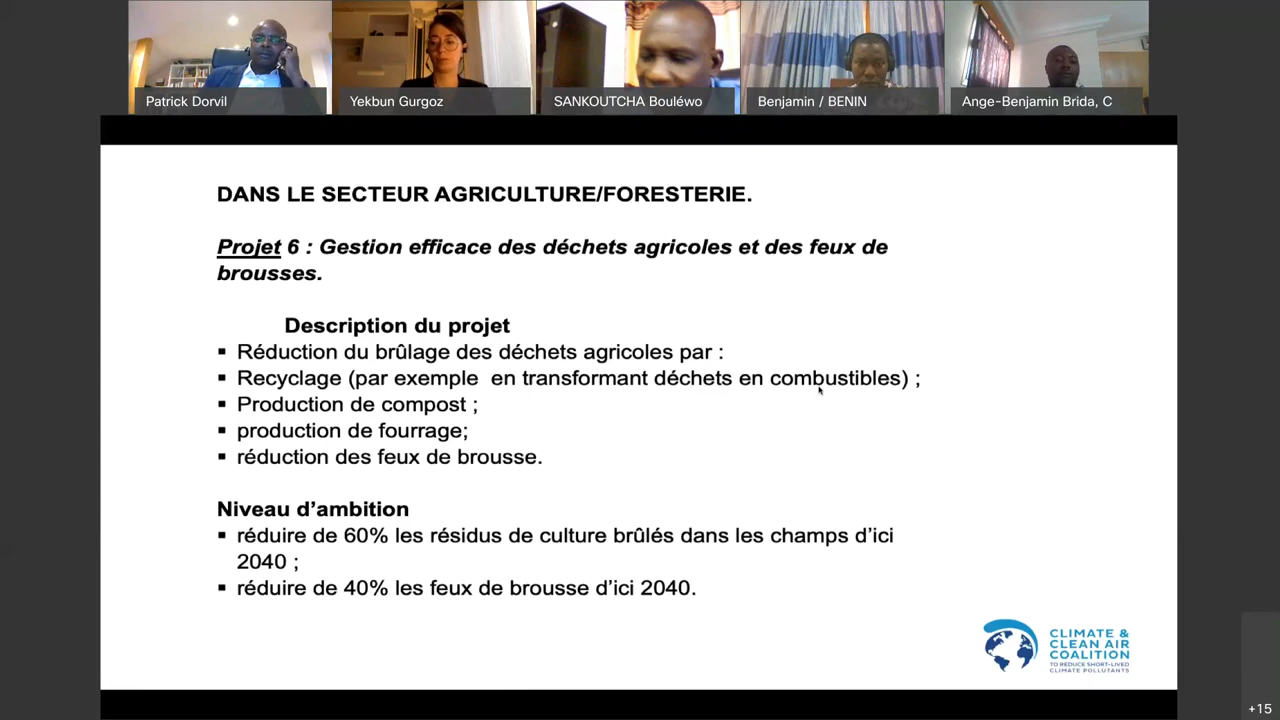 Patrick Dorvil
Yekbun Gurgoz
SANKOUTCHA Bouléwo
Benjamin / BENIN
Ange-Benjamin Brida, C
DANS LE SECTEUR AGRICULTURE/FORESTERIE.
Projet 6 : Gestion efficace des déchets agricoles et des feux de
brousses.
Description du projet
▪ Réduction du brûlage des déchets agricoles par :
▪ Recyclage (par exemple en transformant déchets en combustibles) ;
▪ Production de compost ;
▪ production de fourrage;
▪ réduction des feux de brousse.
Niveau d’ambition
▪ réduire de 60% les résidus de culture brûlés dans les champs d’ici
2040 ;
▪ réduire de 40% les feux de brousse d’ici 2040.
CLIMATE &
CLEAN AIR
COALITION
TO REDUCE SHORT-LIVED
CLIMATE POLLUTANTS
+15